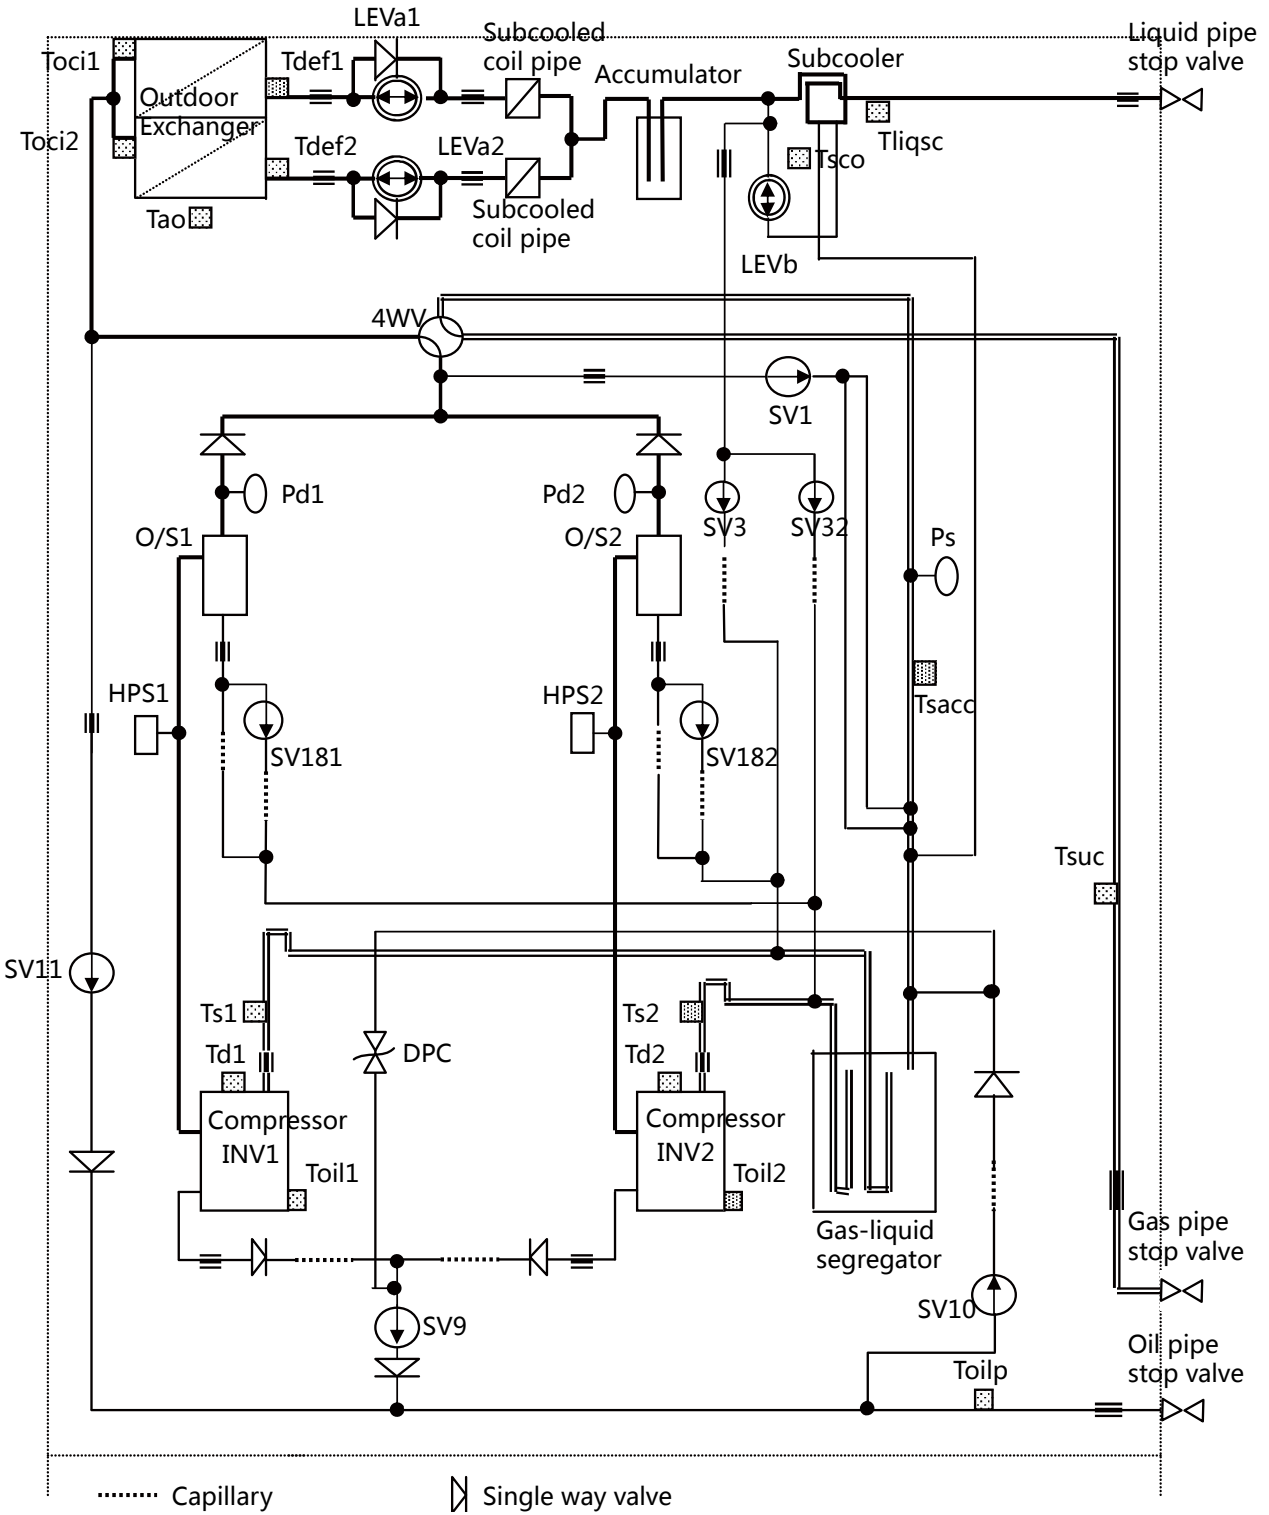 LEVa1
Subcooled
coil pipe
Liquid pipe
stop valve
Toci1
Tdef1
Accumulator
Subcooler
Outdoor
Exchanger
Toci2
Tdef2
LEVa2
Tliqsc
Tsco
Tao
Subcooled
coil pipe
LEVb
4WV
SV1
Pd1
Pd2
O/S1
O/S2
SV3
SV32
Ps
HPS1
HPS2
Tsacc
SV181
SV182
Tsuc
SV11
Ts1
Ts2
Td1
DPC
Td2
Compressor
INV1
Compressor
INV2
Toil1
Toil2
Gas-liquid
segregator
Gas pipe
stop valve
SV10
SV9
Oil pipe
stop valve
Toilp
Capillary
Single way valve